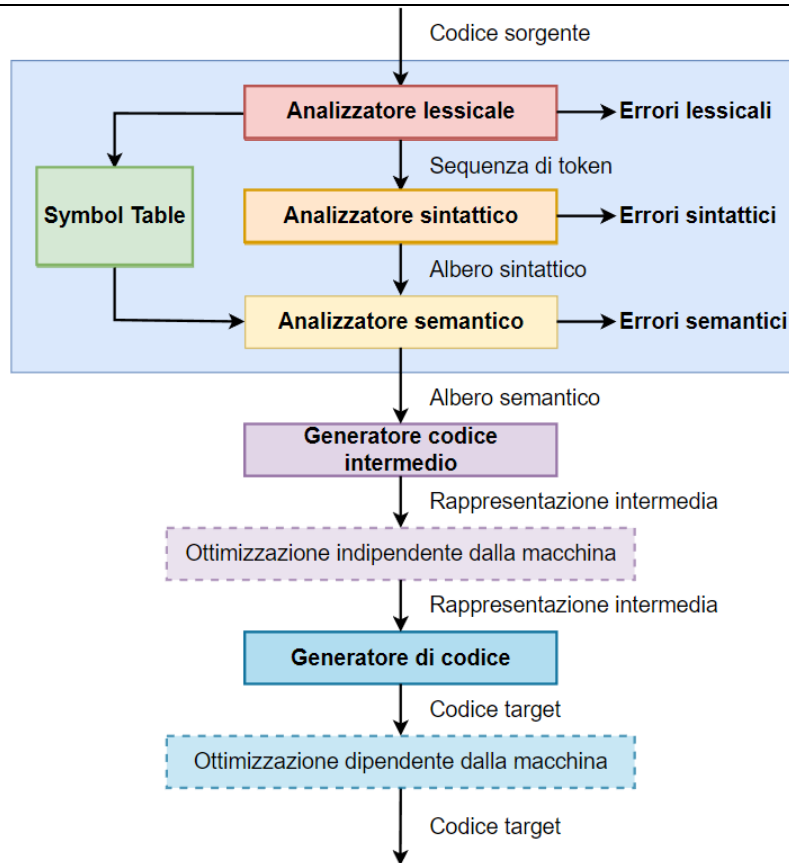 Codice sorgente
Analizzatore lessicale
Errori lessicali
Sequenza di token
Symbol Table
Analizzatore sintattico
Errori sintattici
Albero sintattico
Analizzatore semantico
Errori semantici
Albero semantico
Generatore codice
intermedio
Rappresentazione intermedia
Ottimizzazione indipendente dalla macchina
Rappresentazione intermedia
Generatore di codice
Codice target
Ottimizzazione dipendente dalla macchina
Codice target